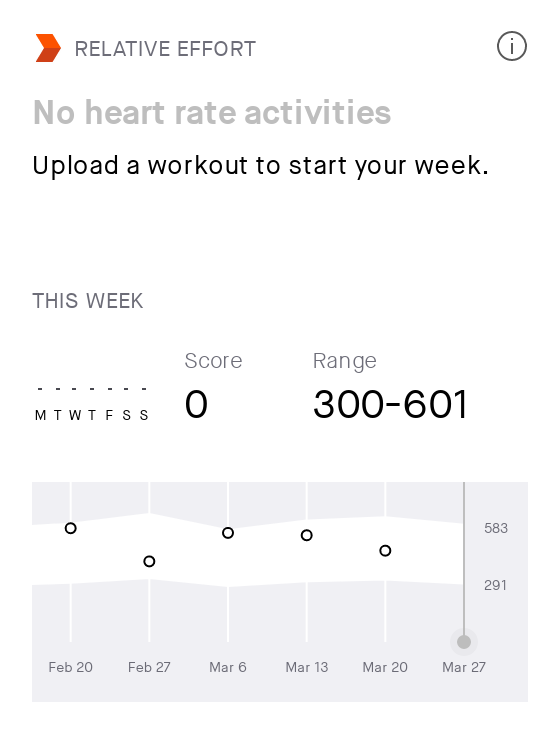 RELATIVE EFFORT
No heart rate activities
Upload a workout to start your week.
THIS WEEK
Score Range
- - - - - - -
M T W T F S S
0 300-601
583
291
Feb 20 Feb 27 Mar 6 Mar 13 Mar 20 Mar 27